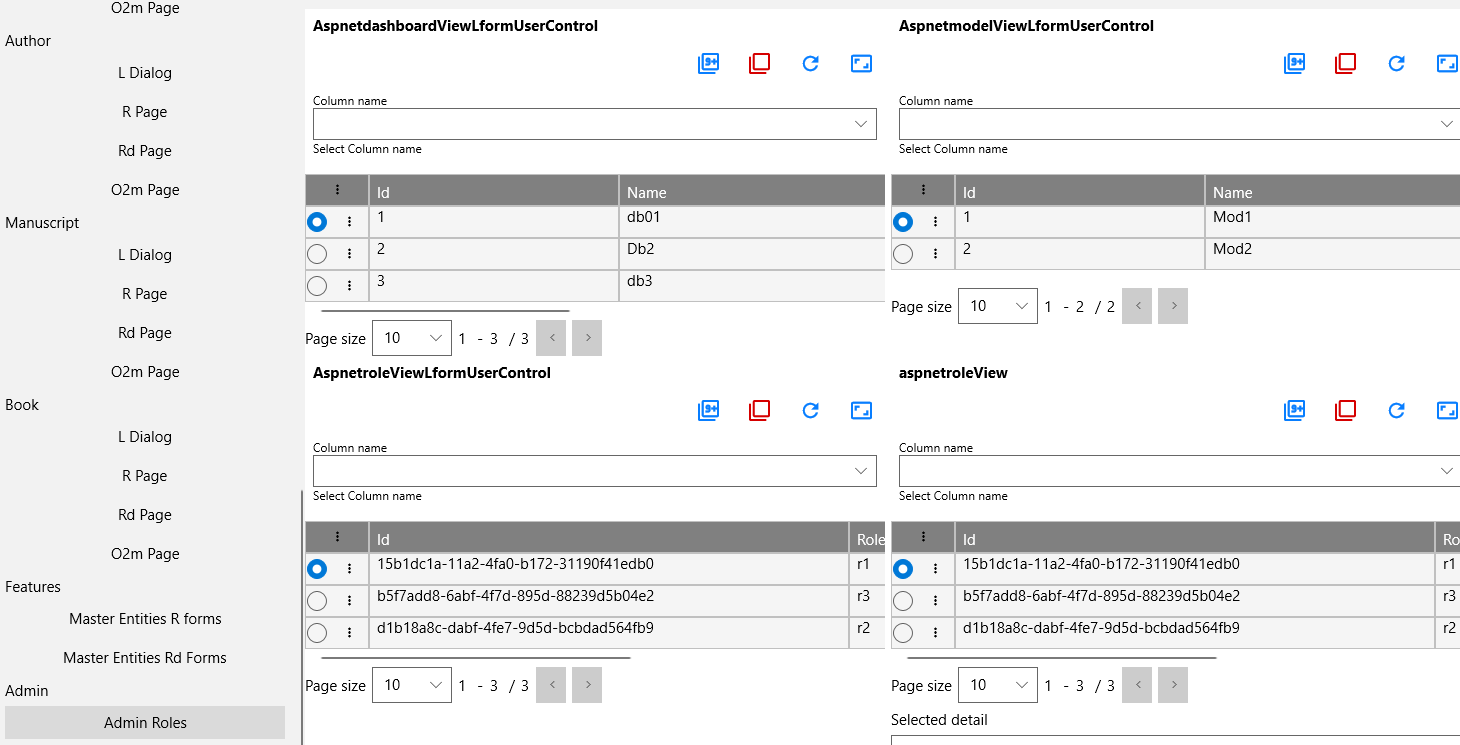 O2m Page
Author
L Dialog
R Page
Rd Page
O2m Page
Manuscript
L Dialog
R Page
Rd Page
O2m Page
Book
L Dialog
R Page
Rd Page
O2m Page
Features
Master Entities R forms
Master Entities Rd Forms
Admin
Admin Roles
AspnetdashboardViewLformUserControl
9+
Column name
Select Column name
Id Name
1 db01
2 Db2
3 db3
Page size 10 1 - 3 / 3 < >
AspnetmodelViewLformUserControl
9+
Column name
Select Column name
Id Name
1 Mod1
2 Mod2
Page size 10 1 - 2 / 2 < >
AspnetroleViewLformUserControl
9+
Column name
Select Column name
Id Role
15b1dc1a-11a2-4fa0-b172-31190f41edb0 r1
b5f7add8-6abf-4f7d-895d-88239d5b04e2 r3
d1b18a8c-dabf-4fe7-9d5d-bcbdad564fb9 r2
Page size 10 1 - 3 / 3 < >
aspnetroleView
9+
Column name
Select Column name
Id Ro
15b1dc1a-11a2-4fa0-b172-31190f41edb0 r1
b5f7add8-6abf-4f7d-895d-88239d5b04e2 r3
d1b18a8c-dabf-4fe7-9d5d-bcbdad564fb9 r2
Page size 10 1 - 3 / 3 < >
Selected detail